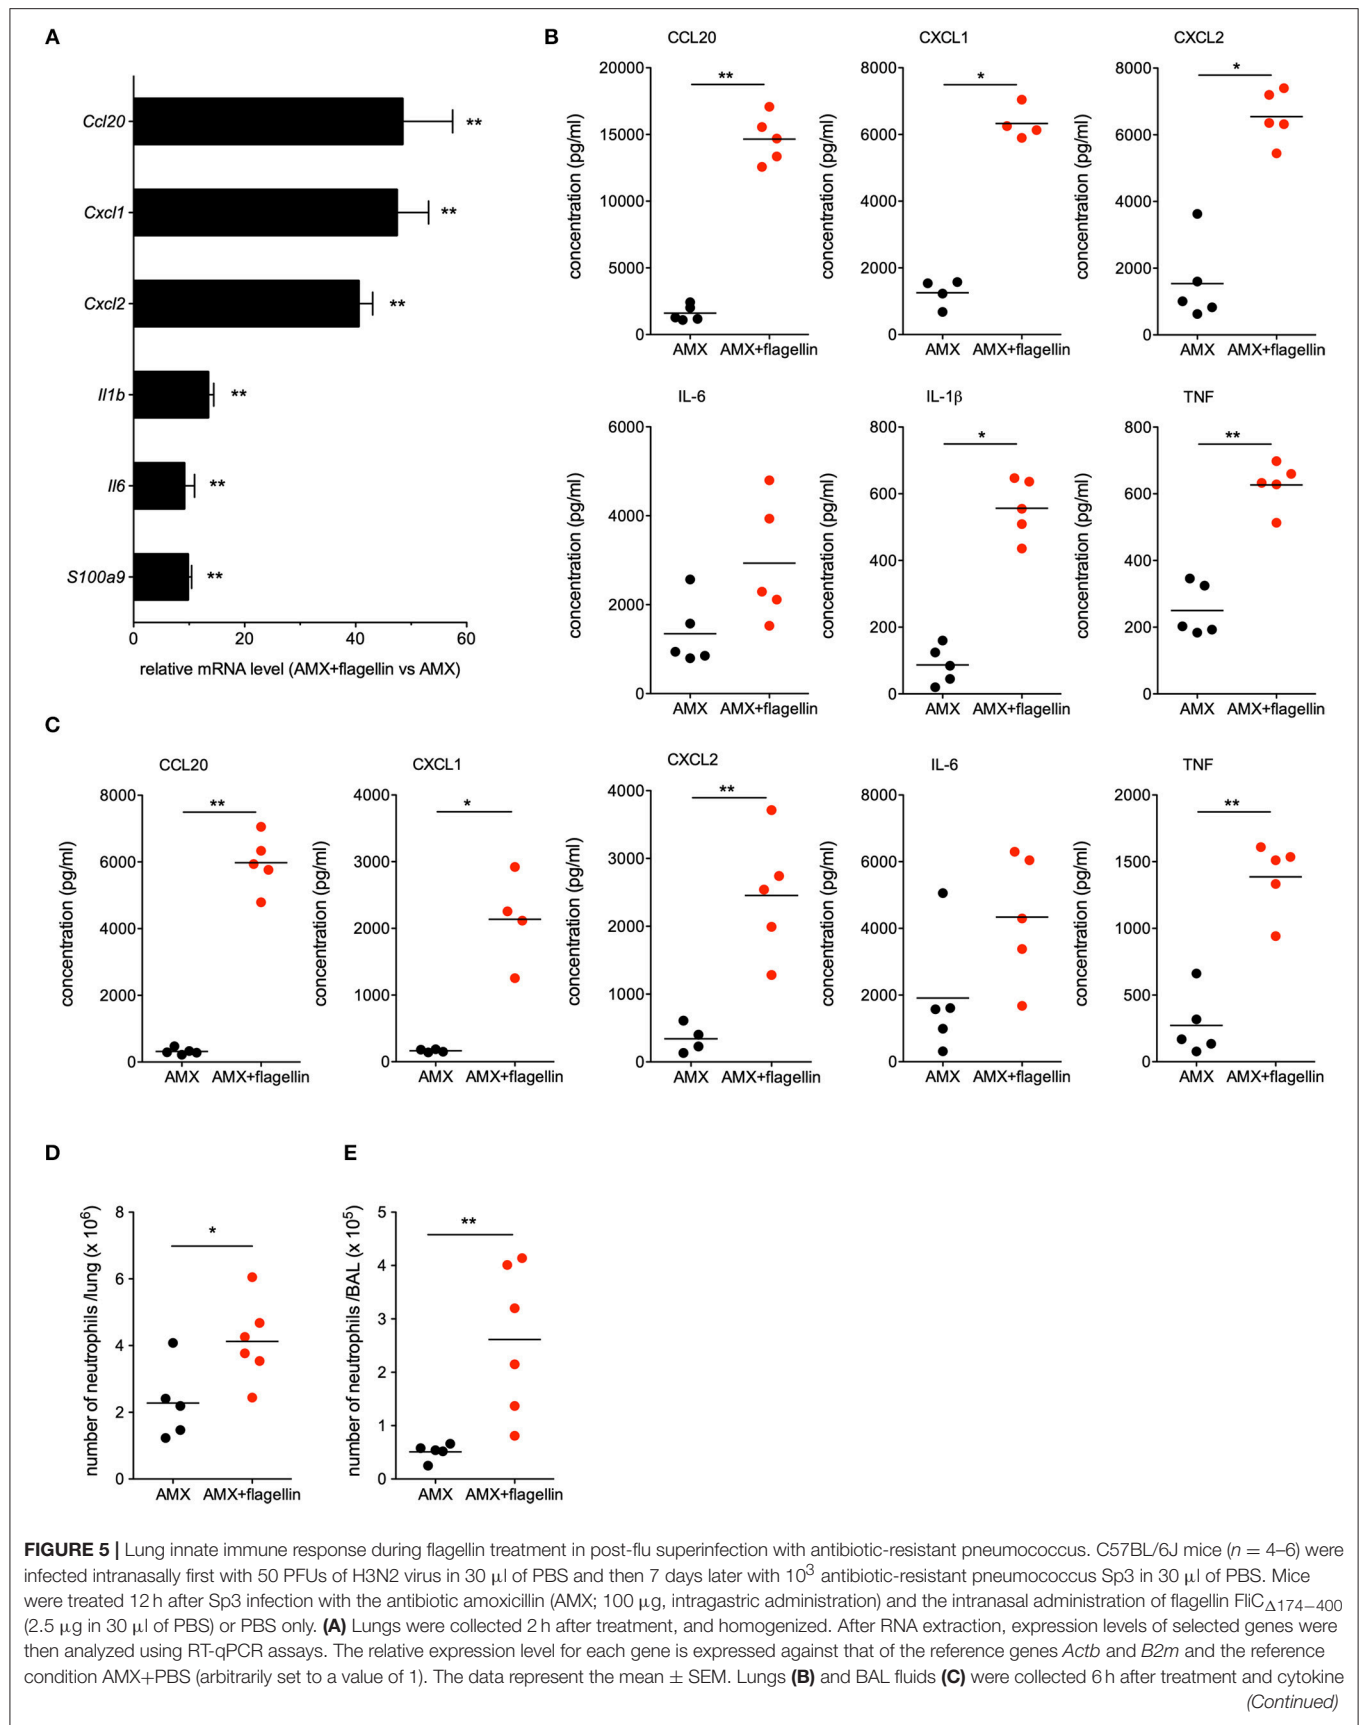 A
Ccl20
**
Cxcl1
**
Cxcl2
**
Il1b
**
Il6
**
S100a9
**
0 20 40 60
relative mRNA level (AMX+flagellin vs AMX)
B
CCL20
concentration (pg/ml)
20000
15000
10000
5000
0
**
AMX AMX+flagellin
CXCL1
concentration (pg/ml)
8000
6000
4000
2000
0
*
AMX AMX+flagellin
CXCL2
concentration (pg/ml)
8000
6000
4000
2000
0
*
AMX AMX+flagellin
IL-6
concentration (pg/ml)
6000
4000
2000
0
AMX AMX+flagellin
IL-1β
concentration (pg/ml)
800
600
400
200
0
*
AMX AMX+flagellin
TNF
concentration (pg/ml)
800
600
400
200
0
**
AMX AMX+flagellin
C
CCL20
concentration (pg/ml)
8000
6000
4000
2000
0
**
AMX AMX+flagellin
CXCL1
concentration (pg/ml)
4000
3000
2000
1000
0
*
AMX AMX+flagellin
CXCL2
concentration (pg/ml)
4000
3000
2000
1000
0
**
AMX AMX+flagellin
IL-6
concentration (pg/ml)
8000
6000
4000
2000
0
AMX AMX+flagellin
TNF
concentration (pg/ml)
2000
1500
1000
500
0
**
AMX AMX+flagellin
D
number of neutrophils /lung (x 10⁶)
8
6
4
2
0
*
AMX AMX+flagellin
E
number of neutrophils /BAL (x 10⁵)
5
4
3
2
1
0
**
AMX AMX+flagellin
FIGURE 5 | Lung innate immune response during flagellin treatment in post-flu superinfection with antibiotic-resistant pneumococcus. C57BL/6J mice (n = 4–6) were
infected intranasally first with 50 PFUs of H3N2 virus in 30 μl of PBS and then 7 days later with 10³ antibiotic-resistant pneumococcus Sp3 in 30 μl of PBS. Mice
were treated 12 h after Sp3 infection with the antibiotic amoxicillin (AMX; 100 μg, intragastric administration) and the intranasal administration of flagellin FliCΔ174−400
(2.5 μg in 30 μl of PBS) or PBS only. (A) Lungs were collected 2 h after treatment, and homogenized. After RNA extraction, expression levels of selected genes were
then analyzed using RT-qPCR assays. The relative expression level for each gene is expressed against that of the reference genes Actb and B2m and the reference
condition AMX+PBS (arbitrarily set to a value of 1). The data represent the mean ± SEM. Lungs (B) and BAL fluids (C) were collected 6 h after treatment and cytokine
(Continued)